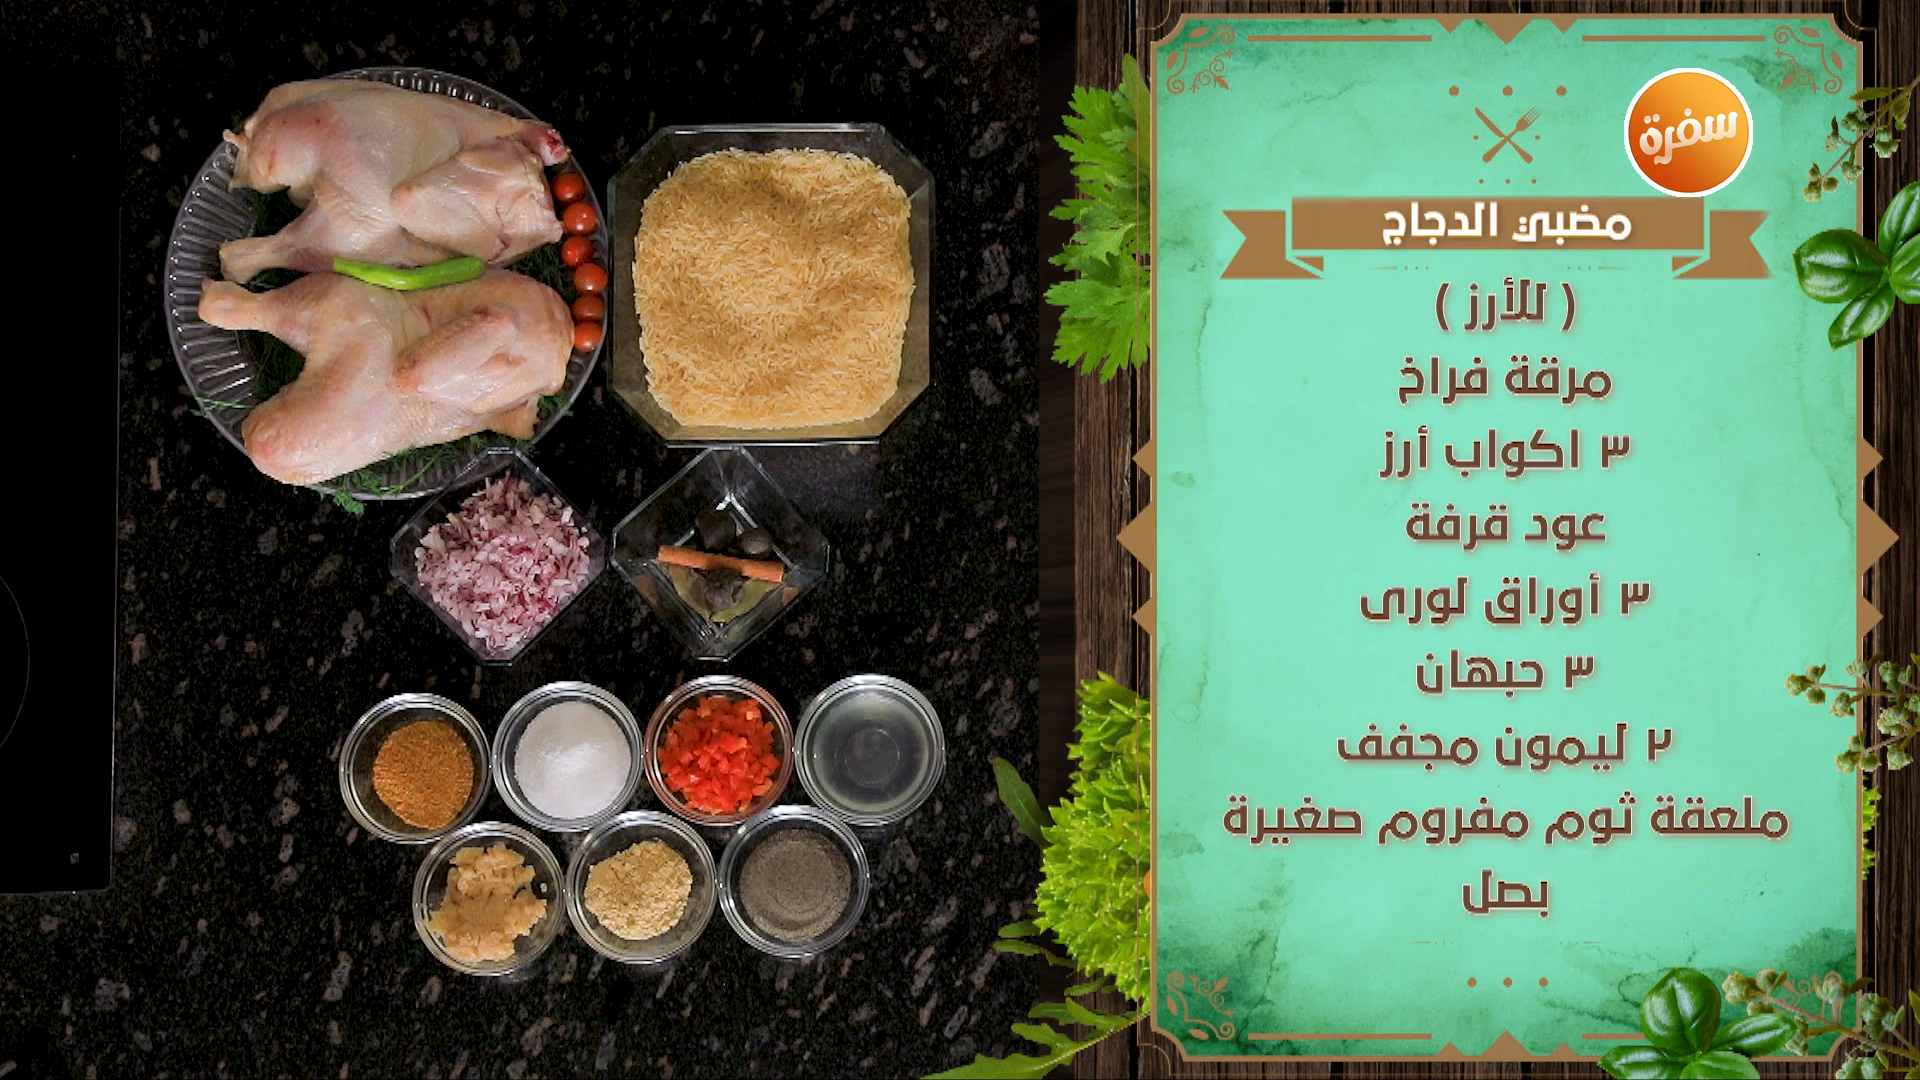 سفرة
مضبي الدجاج
( للأرز )
مرقة فراخ
٣ اكواب أرز
عود قرفة
٣ أوراق لورى
٣ حبهان
٢ ليمون مجفف
ملعقة ثوم مفروم صغيرة
بصل